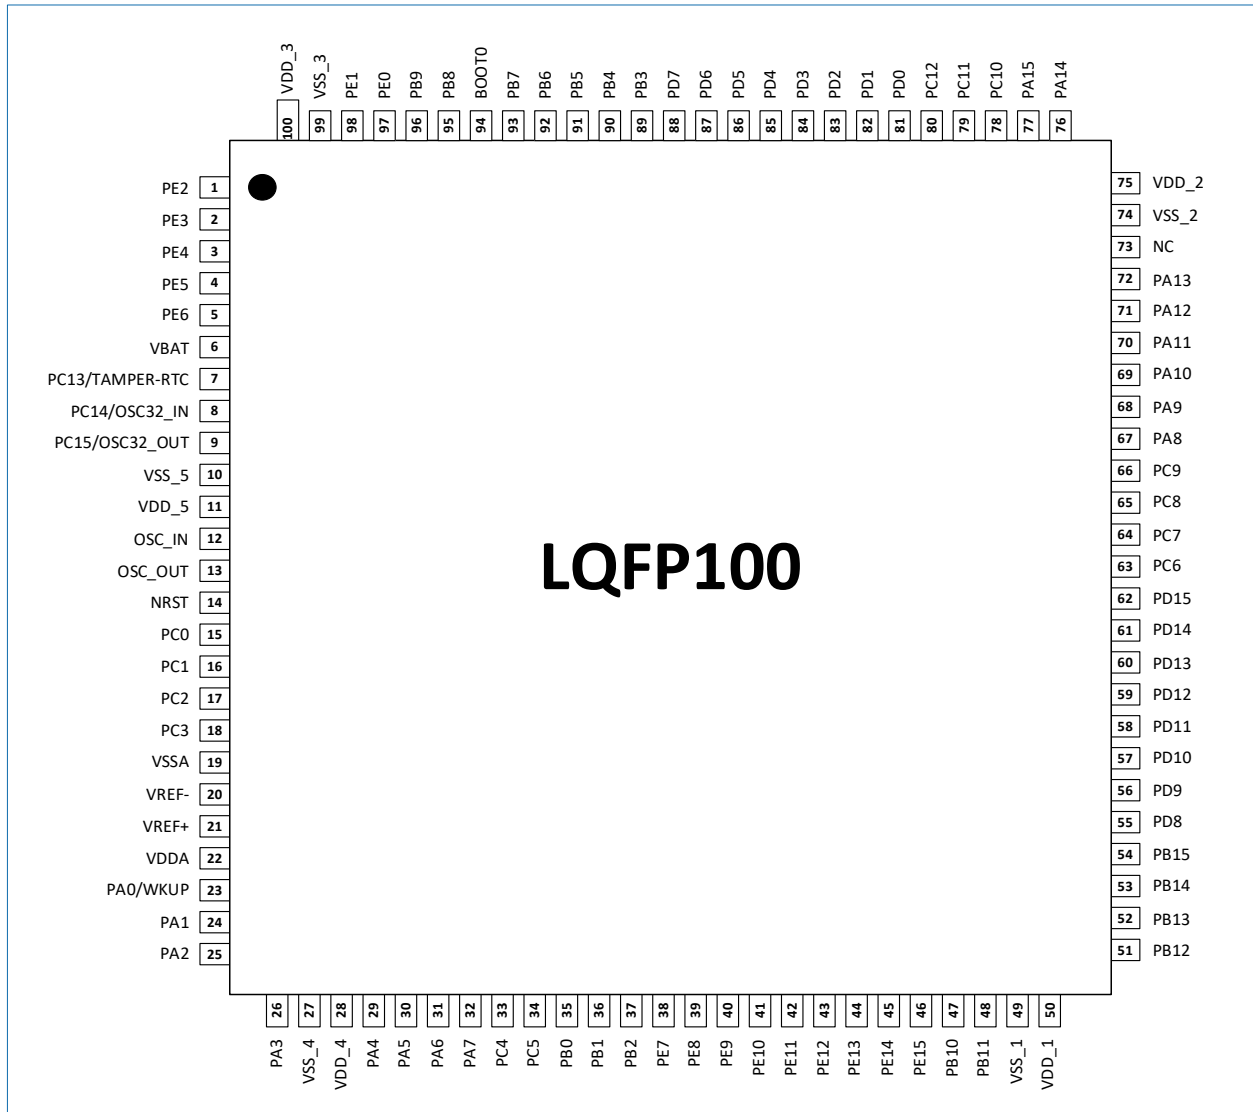 VDD_3 VSS_3 PE1 PE0 PB9 PB8 BOOT0 PB7 PB6 PB5 PB4 PB3 PD7 PD6 PD5 PD4 PD3 PD2 PD1 PD0 PC12 PC11 PC10 PA15 PA14
100 99 98 97 96 95 94 93 92 91 90 89 88 87 86 85 84 83 82 81 80 79 78 77 76
PE2 1
PE3 2
PE4 3
PE5 4
PE6 5
VBAT 6
PC13/TAMPER-RTC 7
PC14/OSC32_IN 8
PC15/OSC32_OUT 9
VSS_5 10
VDD_5 11
OSC_IN 12
OSC_OUT 13
NRST 14
PC0 15
PC1 16
PC2 17
PC3 18
VSSA 19
VREF- 20
VREF+ 21
VDDA 22
PA0/WKUP 23
PA1 24
PA2 25
LQFP100
75 VDD_2
74 VSS_2
73 NC
72 PA13
71 PA12
70 PA11
69 PA10
68 PA9
67 PA8
66 PC9
65 PC8
64 PC7
63 PC6
62 PD15
61 PD14
60 PD13
59 PD12
58 PD11
57 PD10
56 PD9
55 PD8
54 PB15
53 PB14
52 PB13
51 PB12
26 27 28 29 30 31 32 33 34 35 36 37 38 39 40 41 42 43 44 45 46 47 48 49 50
PA3 VSS_4 VDD_4 PA4 PA5 PA6 PA7 PC4 PC5 PB0 PB1 PB2 PE7 PE8 PE9 PE10 PE11 PE12 PE13 PE14 PE15 PB10 PB11 VSS_1 VDD_1